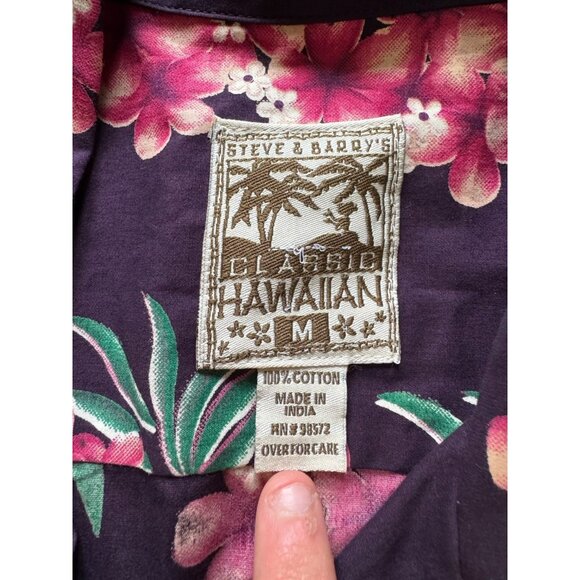 STEVE & BARRY'S
CLASSIC
HAWAIIAN
M
100% COTTON
MADE IN
INDIA
RN# 98572
OVER FOR CARE